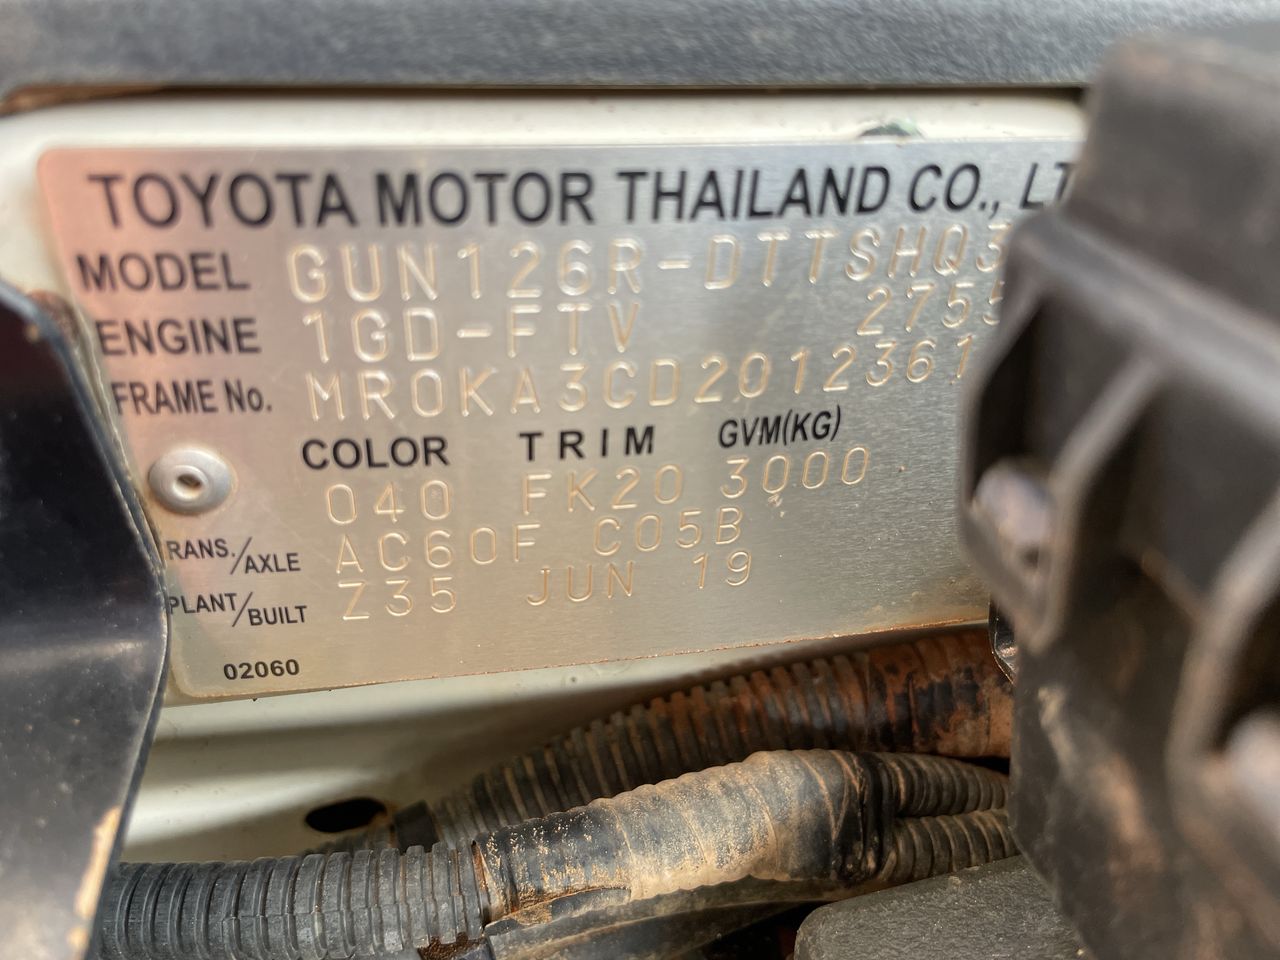 TOYOTA MOTOR THAILAND CO., LT
MODEL GUN126R-DTTSHQ3
ENGINE 1GD-FTV 2755
FRAME No. MR0KA3CD2012361
COLOR TRIM GVM(KG)
040 FK20 3000
RANS./AXLE AC60F C05B
PLANT/BUILT Z35 JUN 19
02060